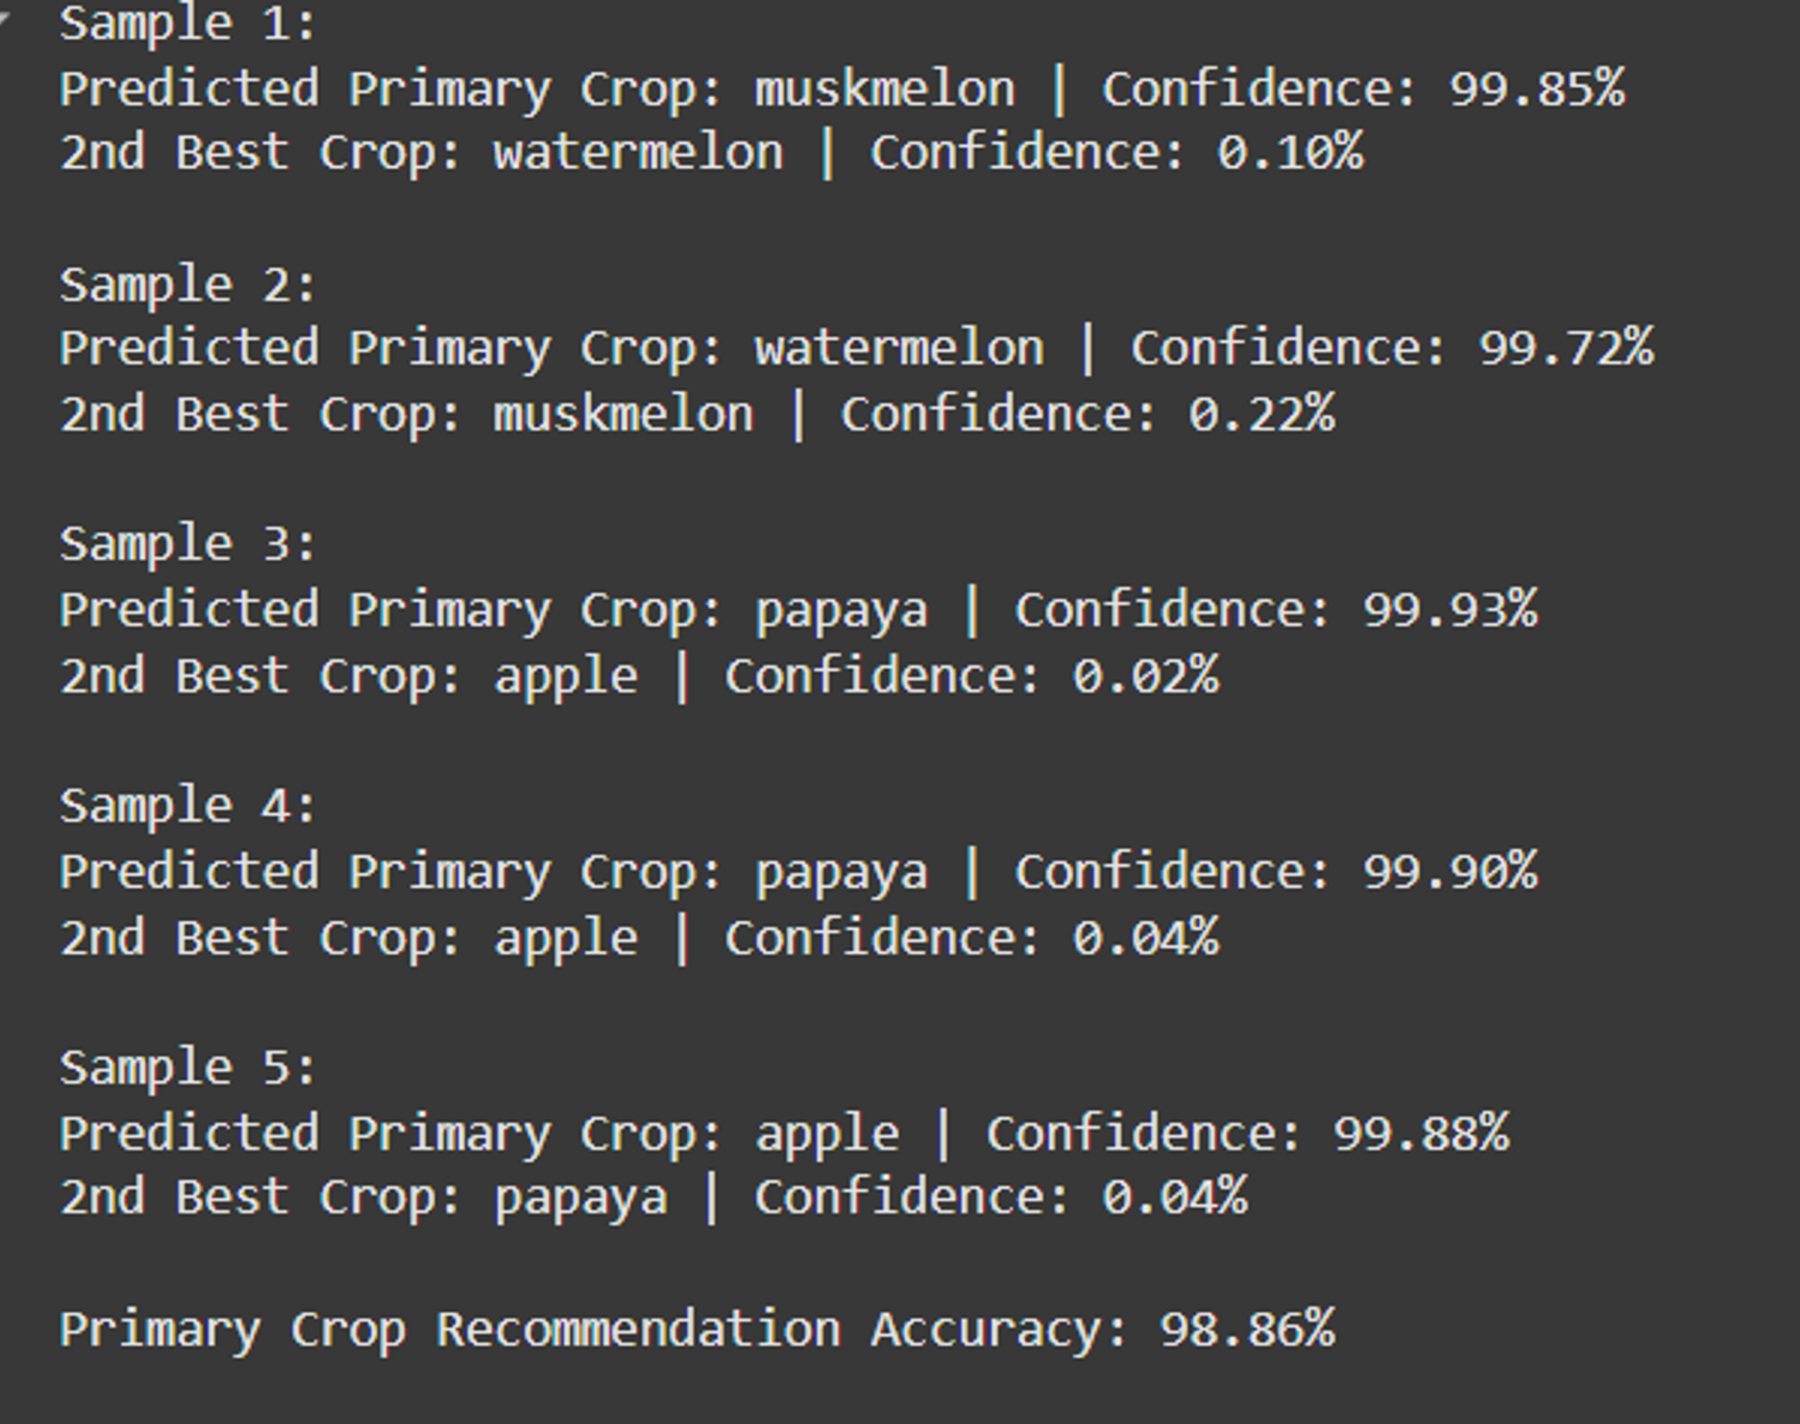 Sample 1:
Predicted Primary Crop: muskmelon | Confidence: 99.85%
2nd Best Crop: watermelon | Confidence: 0.10%
Sample 2:
Predicted Primary Crop: watermelon | Confidence: 99.72%
2nd Best Crop: muskmelon | Confidence: 0.22%
Sample 3:
Predicted Primary Crop: papaya | Confidence: 99.93%
2nd Best Crop: apple | Confidence: 0.02%
Sample 4:
Predicted Primary Crop: papaya | Confidence: 99.90%
2nd Best Crop: apple | Confidence: 0.04%
Sample 5:
Predicted Primary Crop: apple | Confidence: 99.88%
2nd Best Crop: papaya | Confidence: 0.04%
Primary Crop Recommendation Accuracy: 98.86%